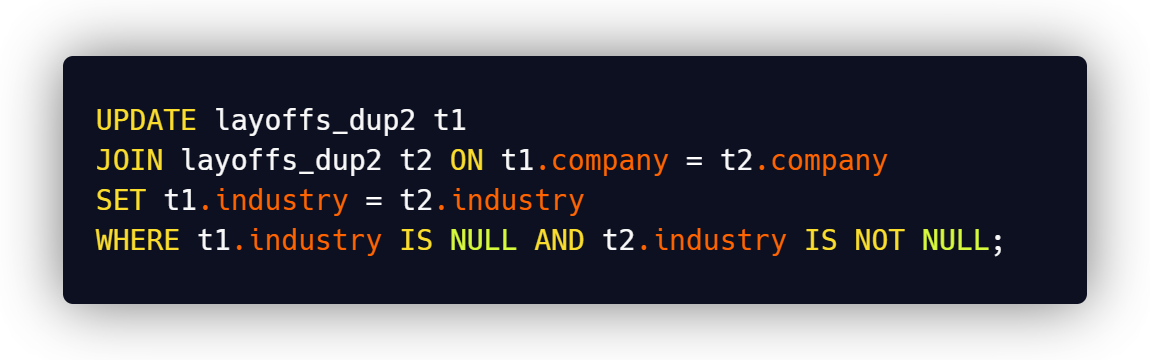 UPDATE layoffs_dup2 t1
JOIN layoffs_dup2 t2 ON t1.company = t2.company
SET t1.industry = t2.industry
WHERE t1.industry IS NULL AND t2.industry IS NOT NULL;